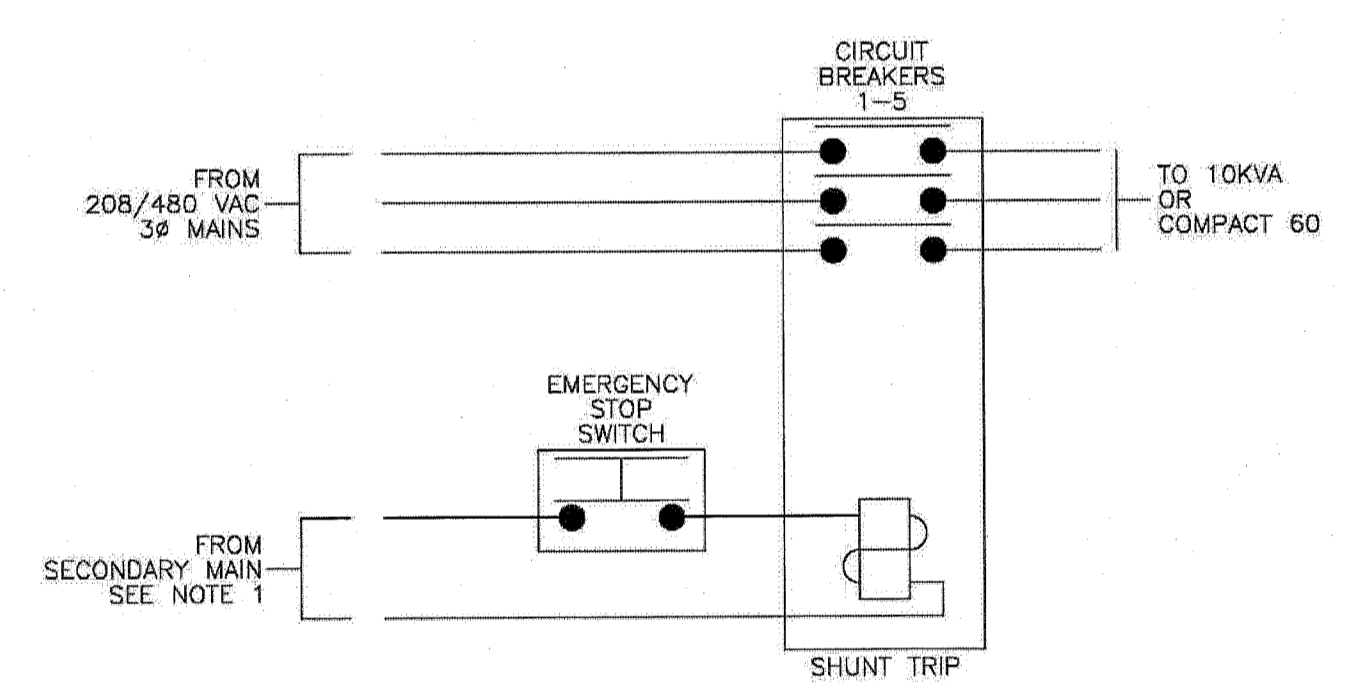 CIRCUIT
BREAKERS
1-5
FROM
208/480 VAC
3ø MAINS
TO 10KVA
OR
COMPACT 60
EMERGENCY
STOP
SWITCH
FROM
SECONDARY MAIN
SEE NOTE 1
SHUNT TRIP